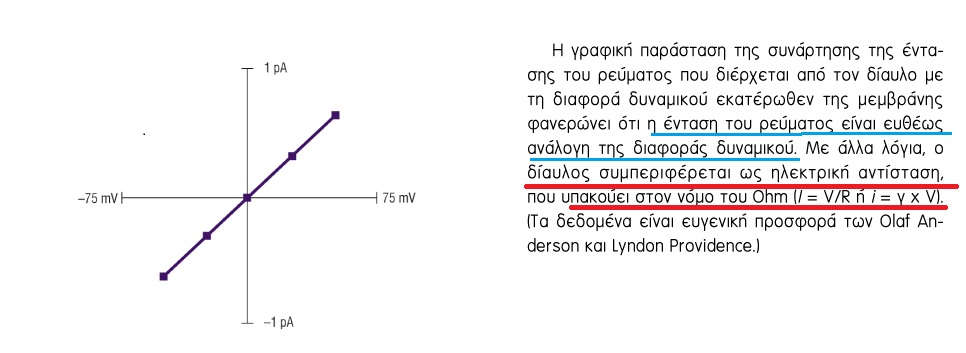 1 pA
–75 mV
75 mV
–1 pA
Η γραφική παράσταση της συνάρτησης της έντα-
σης του ρεύματος που διέρχεται από τον δίαυλο με
τη διαφορά δυναμικού εκατέρωθεν της μεμβράνης
φανερώνει ότι η ένταση του ρεύματος είναι ευθέως
ανάλογη της διαφοράς δυναμικού. Με άλλα λόγια, ο
δίαυλος συμπεριφέρεται ως ηλεκτρική αντίσταση,
που υπακούει στον νόμο του Ohm (i = V/R ή i = γ x V).
(Τα δεδομένα είναι ευγενική προσφορά των Olaf An-
derson και Lyndon Providence.)